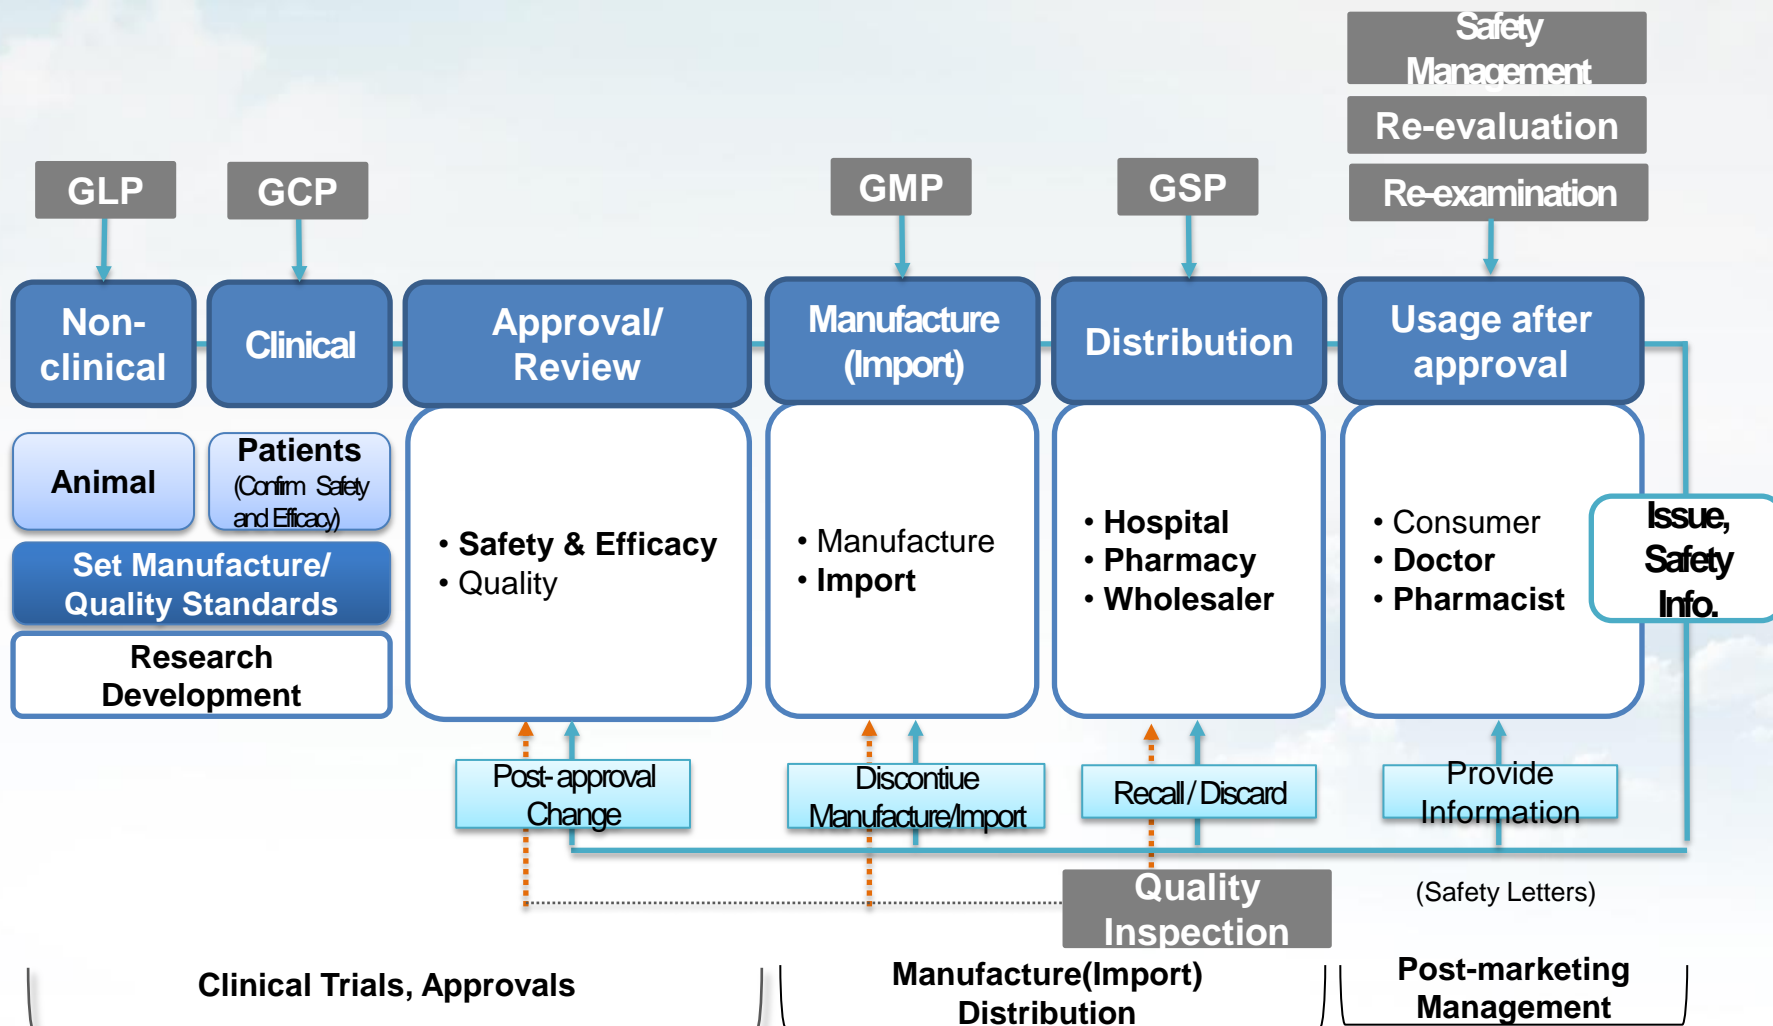 Safety
Management
Re-evaluation
Re-examination
GLP
GCP
GMP
GSP
Non-
clinical
Clinical
Approval/
Review
Manufacture
(Import)
Distribution
Usage after
approval
Animal
Patients
(Confirm Safety
and Efficacy)
Set Manufacture/
Quality Standards
Research
Development
• Safety & Efficacy
• Quality
• Manufacture
• Import
• Hospital
• Pharmacy
• Wholesaler
• Consumer
• Doctor
• Pharmacist
Issue,
Safety
Info.
Post-approval
Change
Discontiue
Manufacture/Import
Recall / Discard
Provide
Information
Quality
Inspection
(Safety Letters)
Clinical Trials, Approvals
Manufacture(Import)
Distribution
Post-marketing
Management